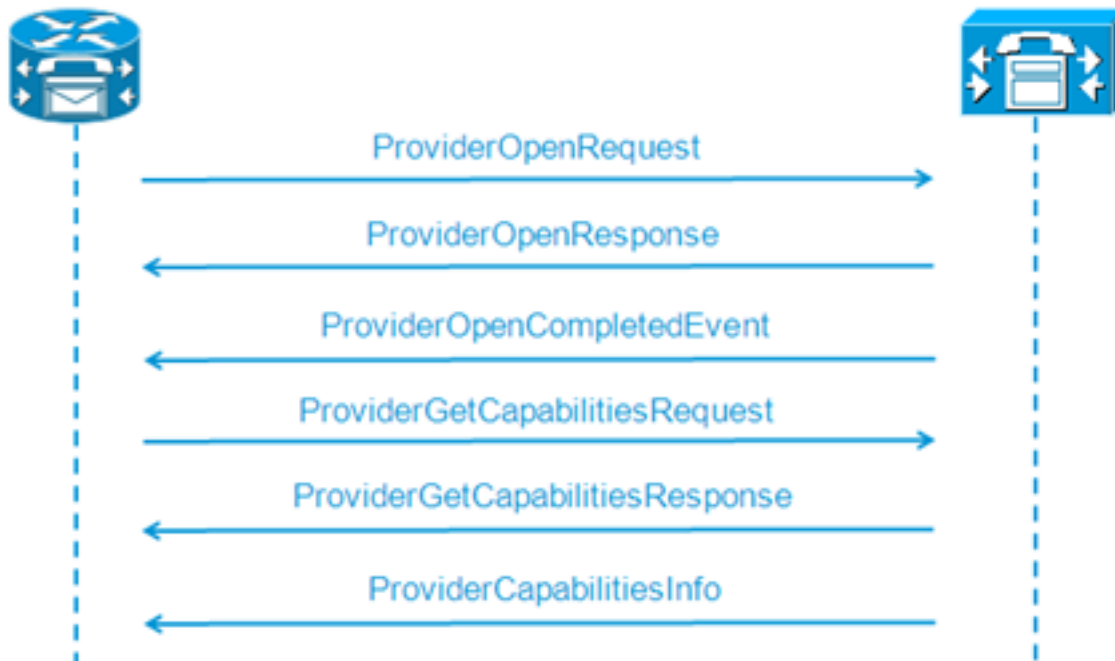 ProviderOpenRequest
ProviderOpenResponse
ProviderOpenCompletedEvent
ProviderGetCapabilitiesRequest
ProviderGetCapabilitiesResponse
ProviderCapabilitiesInfo